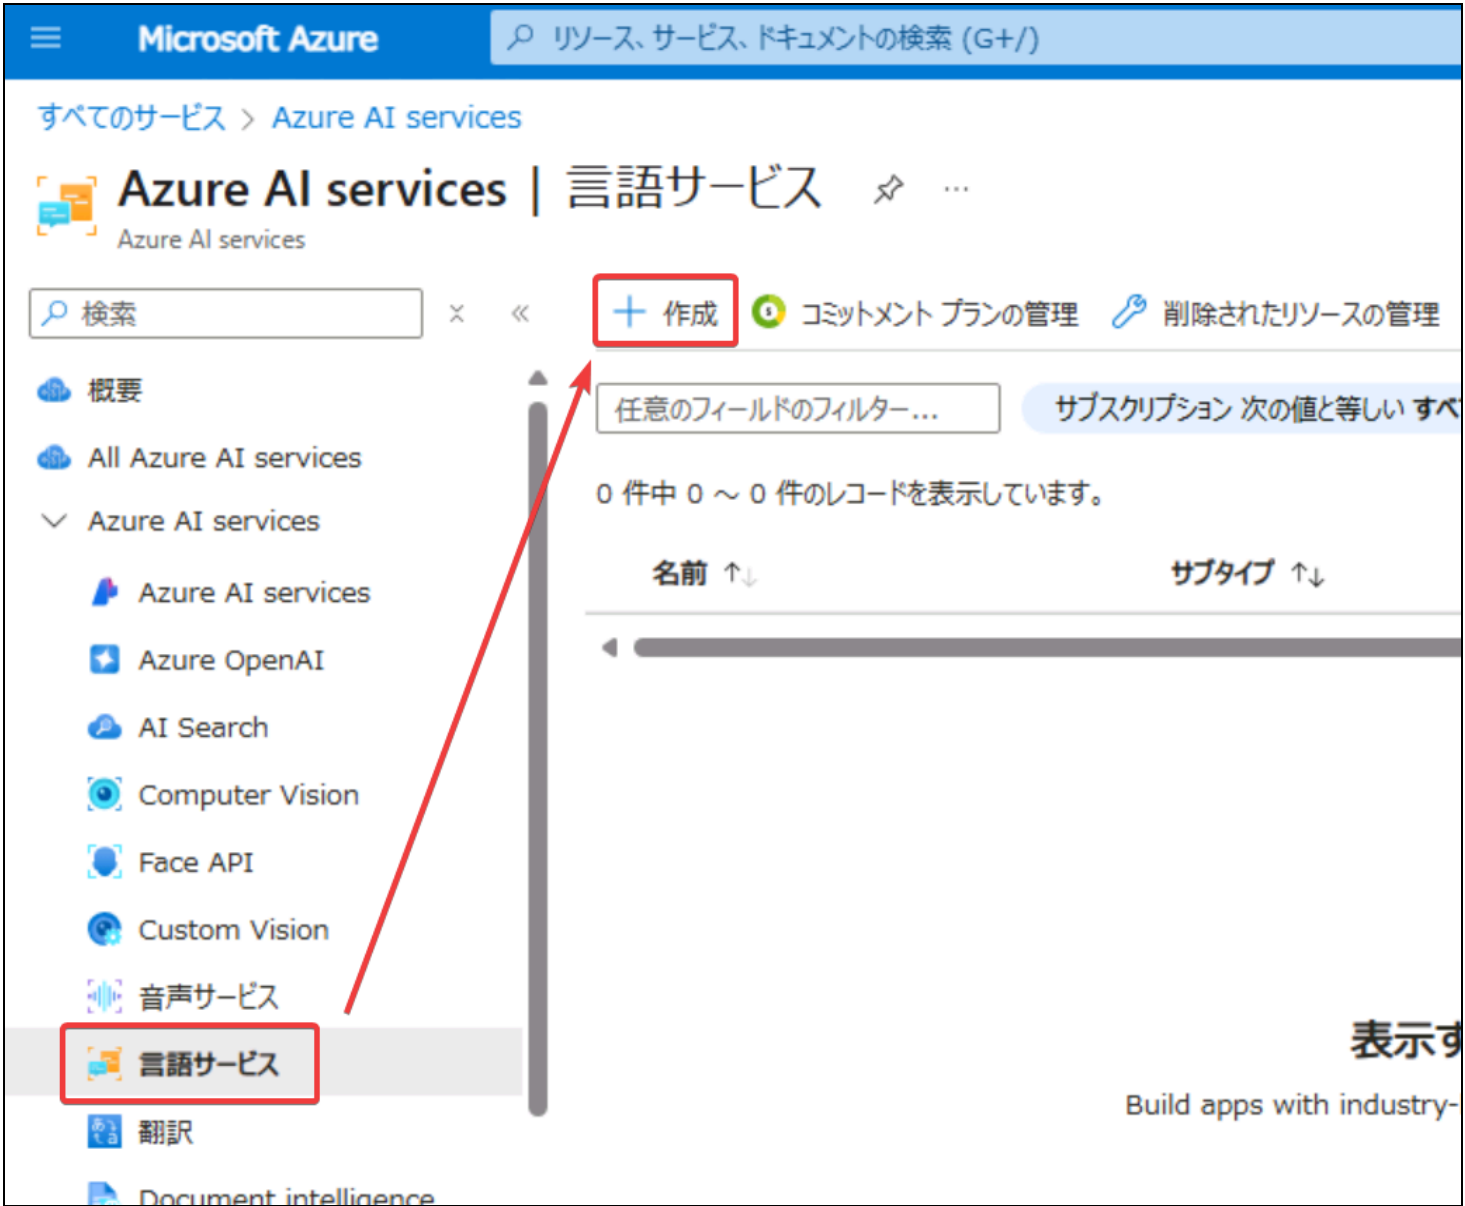 Microsoft Azure
リソース、サービス、ドキュメントの検索 (G+/)
すべてのサービス > Azure AI services
Azure AI services | 言語サービス ...
Azure AI services
検索
概要
All Azure AI services
Azure AI services
Azure AI services
Azure OpenAI
AI Search
Computer Vision
Face API
Custom Vision
音声サービス
言語サービス
翻訳
Document intelligence
作成 コミットメント プランの管理 削除されたリソースの管理
任意のフィールドのフィルター... サブスクリプション 次の値と等しい すべ
0 件中 0 ~ 0 件のレコードを表示しています。
名前 ↑↓ サブタイプ ↑↓
表示す
Build apps with industry-